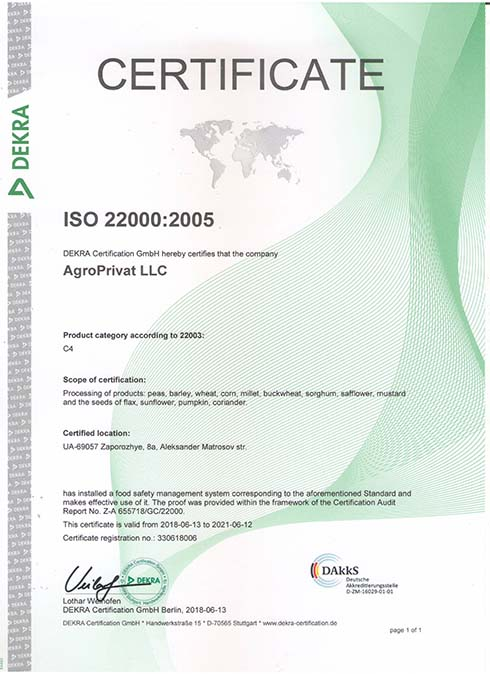 CERTIFICATE
DEKRA
ISO 22000:2005
DEKRA Certification GmbH hereby certifies that the company
AgroPrivat LLC
Product category according to 22003:
C4
Scope of certification:
Processing of products: peas, barley, wheat, corn, millet, buckwheat, sorghum, safflower, mustard
and the seeds of flax, sunflower, pumpkin, coriander.
Certified location:
UA-69057 Zaporozhye, 8a, Aleksander Matrosov str.
has installed a food safety management system corresponding to the aforementioned Standard and
makes effective use of it. The proof was provided within the framework of the Certification Audit
Report No. Z-A 655718/GC/22000.
This certificate is valid from 2018-06-13 to 2021-06-12
Certificate registration no.: 330618006
DEKRA
DAkkS
Deutsche
Akkreditierungsstelle
D-ZM-16029-01-01
Lothar Weihofen
DEKRA Certification GmbH Berlin, 2018-06-13
DEKRA Certification GmbH * Handwerkstraße 15 * D-70565 Stuttgart * www.dekra-certification.de
page 1 of 1